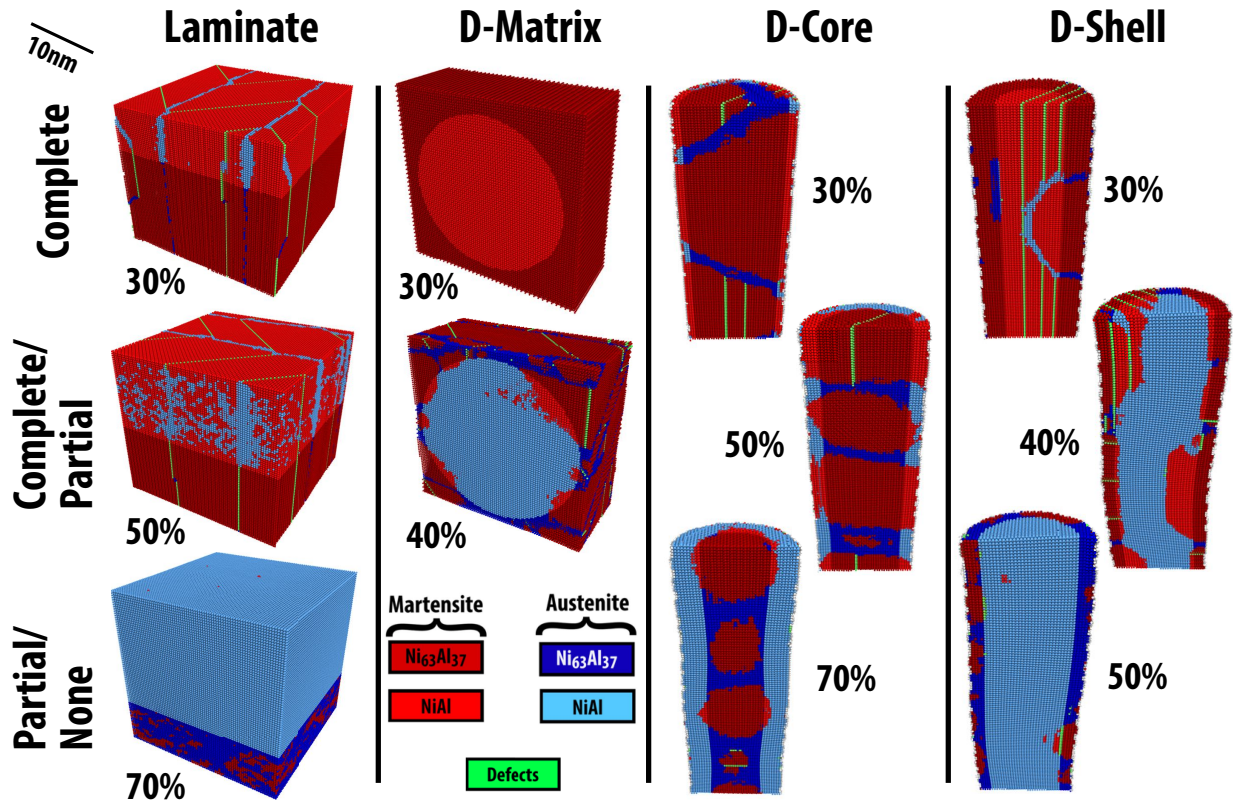 10nm
Laminate
D-Matrix
D-Core
D-Shell
Complete
30%
30%
30%
30%
Complete/
Partial
50%
40%
50%
40%
Partial/
None
70%
Martensite
Austenite
Ni₆₃Al₃₇
Ni₆₃Al₃₇
NiAl
NiAl
Defects
70%
50%